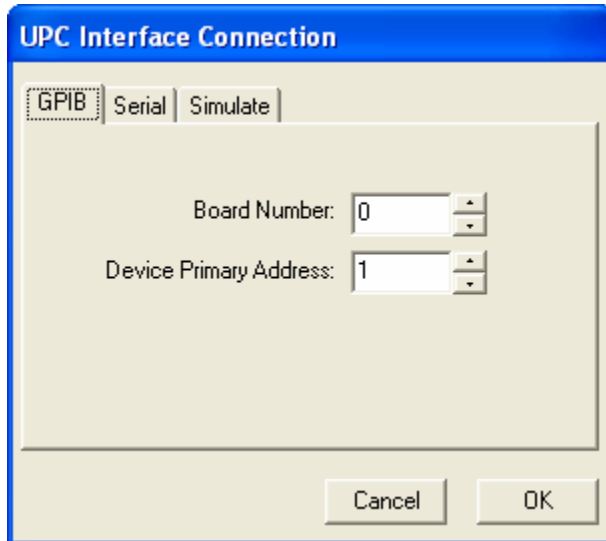 UPC Interface Connection
GPIB Serial Simulate
Board Number: 0
Device Primary Address: 1
Cancel OK